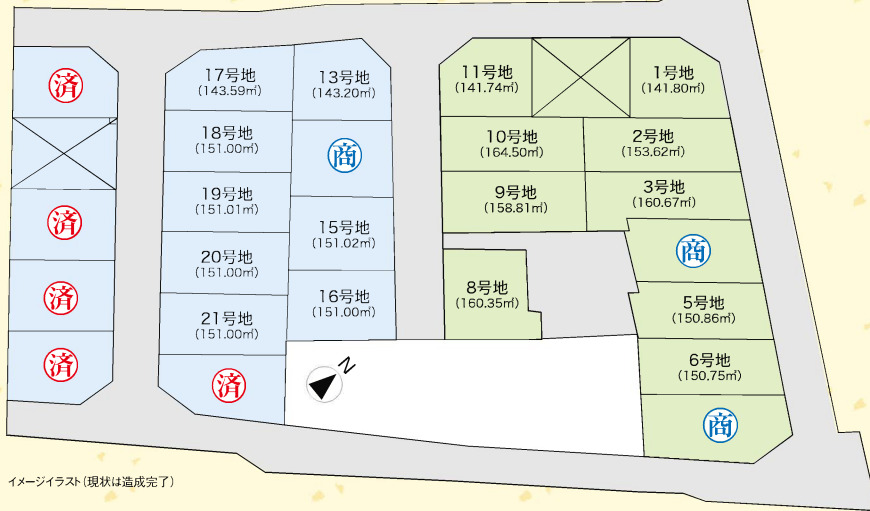 済
済
済
済
17号地
(143.59㎡)
18号地
(151.00㎡)
19号地
(151.01㎡)
20号地
(151.00㎡)
21号地
(151.00㎡)
済
13号地
(143.20㎡)
商
15号地
(151.02㎡)
16号地
(151.00㎡)
N
11号地
(141.74㎡)
10号地
(164.50㎡)
9号地
(158.81㎡)
8号地
(160.35㎡)
1号地
(141.80㎡)
2号地
(153.62㎡)
3号地
(160.67㎡)
商
5号地
(150.86㎡)
6号地
(150.75㎡)
商
イメージイラスト(現状は造成完了)